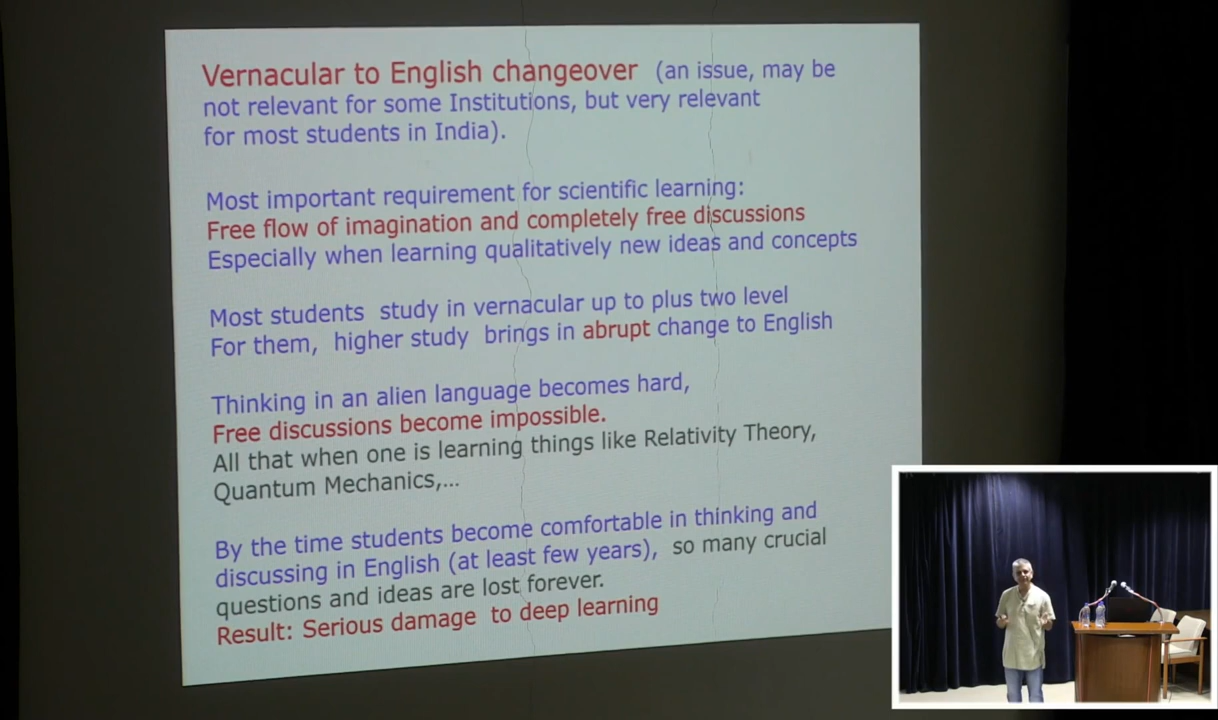 Vernacular to English changeover (an issue, may be
not relevant for some Institutions, but very relevant
for most students in India).
Most important requirement for scientific learning:
Free flow of imagination and completely free discussions
Especially when learning qualitatively new ideas and concepts
Most students study in vernacular up to plus two level
For them, higher study brings in abrupt change to English
Thinking in an alien language becomes hard,
Free discussions become impossible.
All that when one is learning things like Relativity Theory,
Quantum Mechanics,...
By the time students become comfortable in thinking and
discussing in English (at least few years), so many crucial
questions and ideas are lost forever.
Result: Serious damage to deep learning